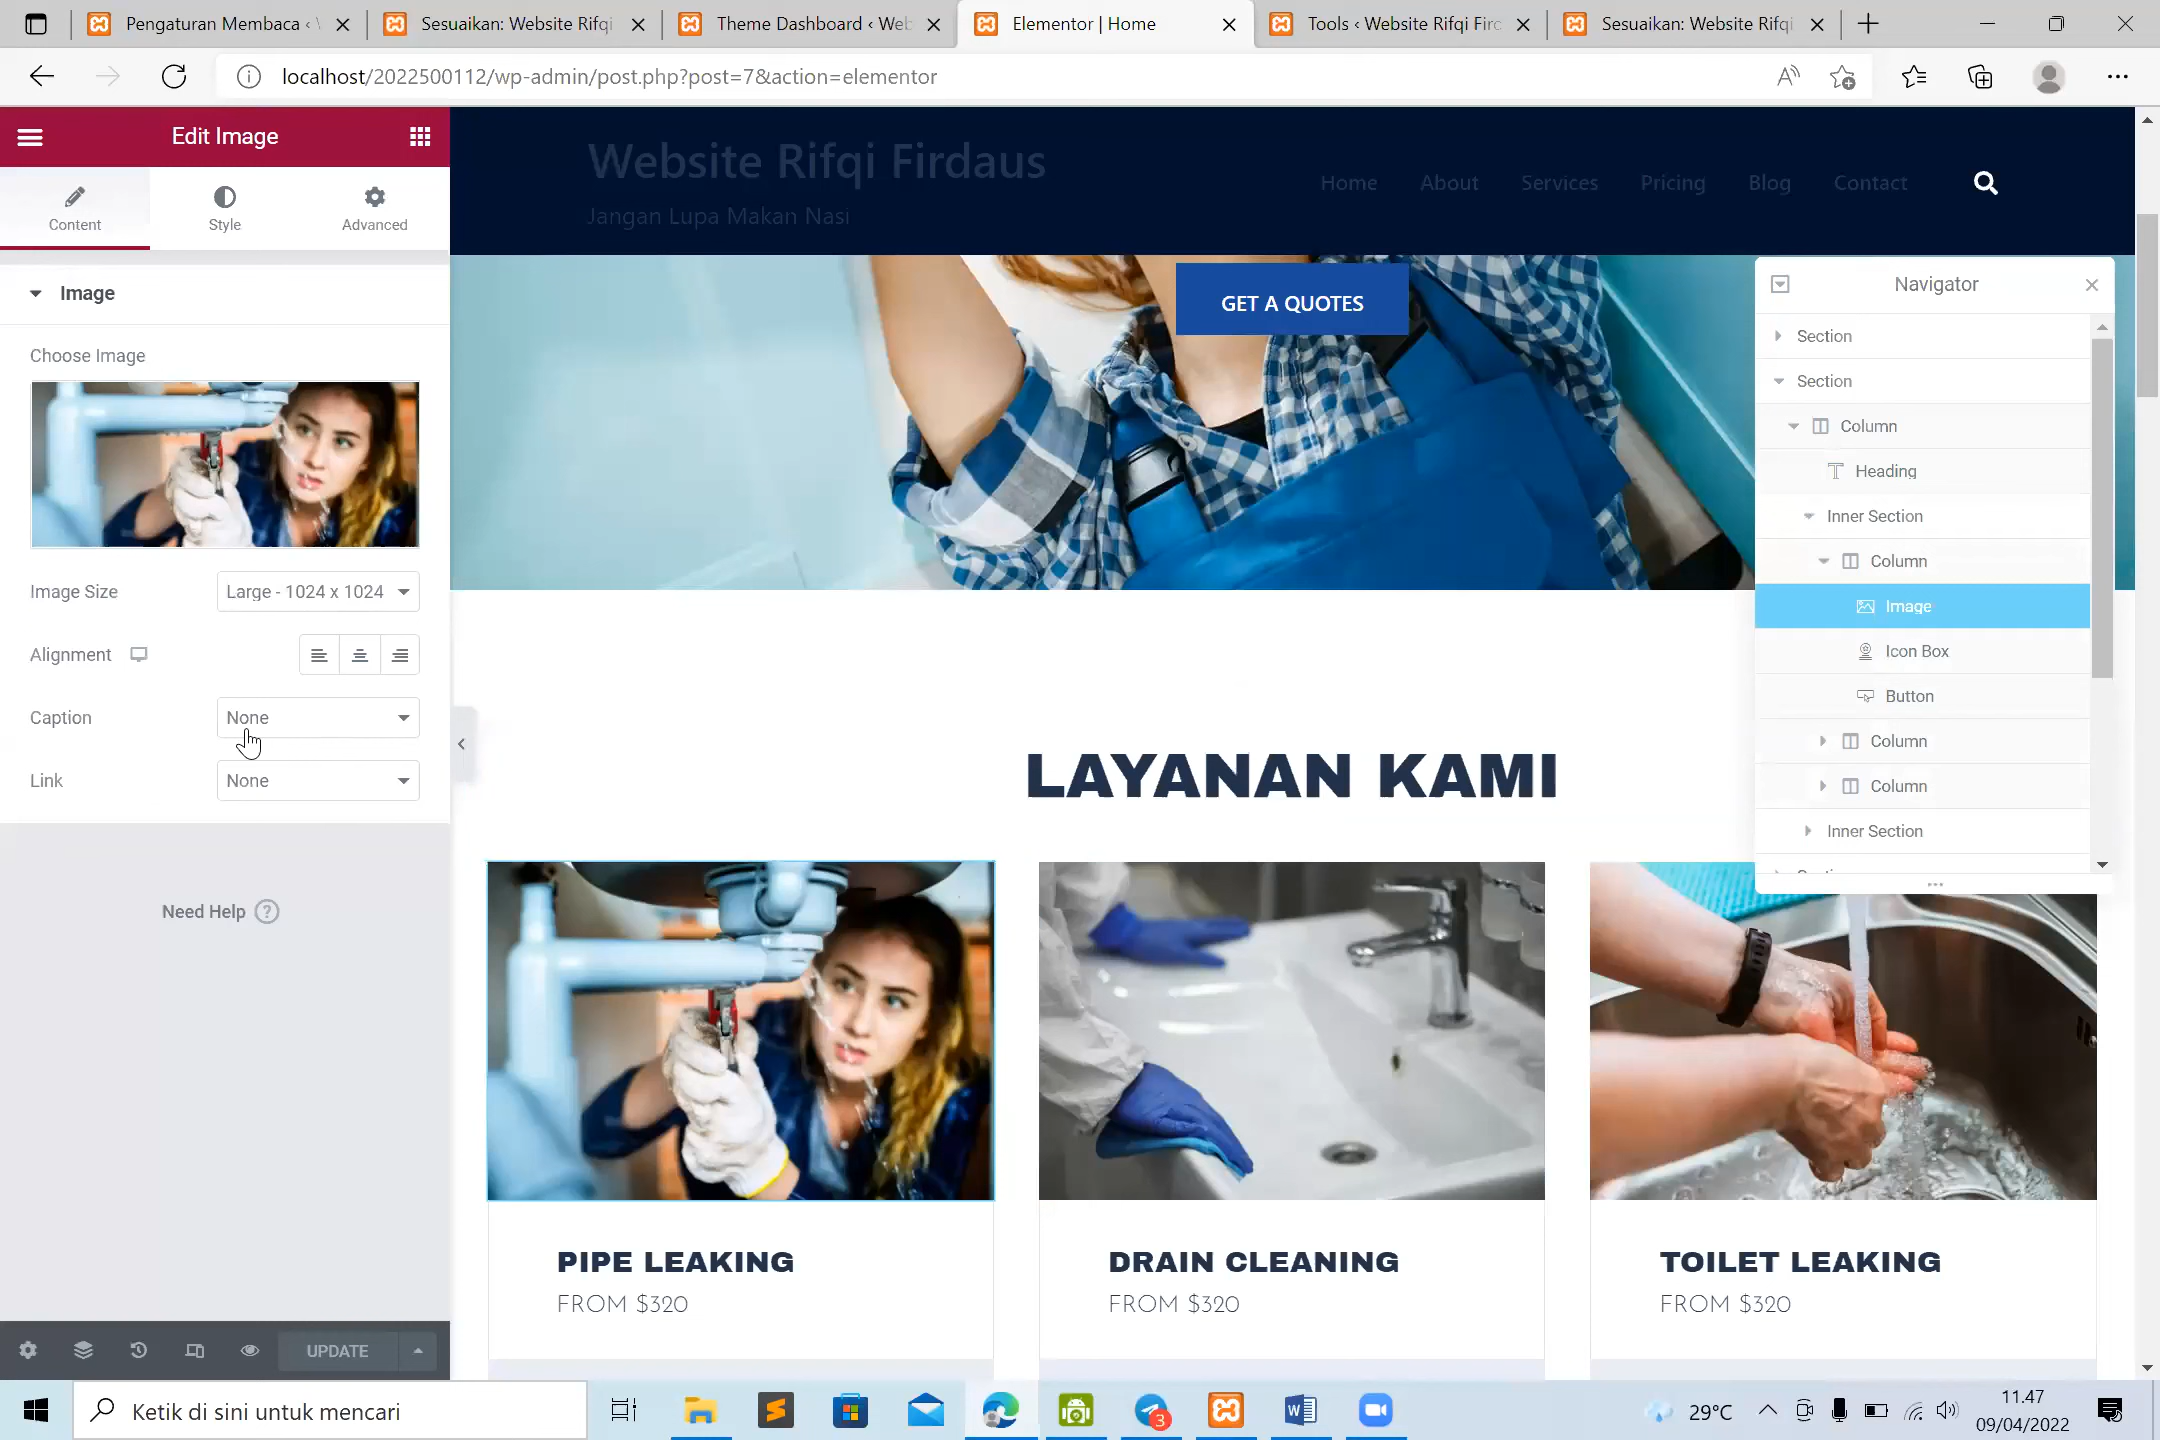 Pengaturan Membaca ‹
Sesuaikan: Website Rifqi
Theme Dashboard ‹ Web
Elementor | Home
Tools ‹ Website Rifqi Firc
Sesuaikan: Website Rifqi
localhost/2022500112/wp-admin/post.php?post=7&action=elementor
Edit Image
Content
Style
Advanced
Image
Choose Image
Image Size
Large - 1024 x 1024
Alignment
Caption
None
Link
None
Need Help ?
UPDATE
Website Rifqi Firdaus
Jangan Lupa Makan Nasi
Home
About
Services
Pricing
Blog
Contact
GET A QUOTES
LAYANAN KAMI
PIPE LEAKING
FROM $320
DRAIN CLEANING
FROM $320
TOILET LEAKING
FROM $320
Navigator
Section
Section
Column
Heading
Inner Section
Column
Image
Icon Box
Button
Column
Column
Inner Section
Ketik di sini untuk mencari
3
29°C
11.47
09/04/2022